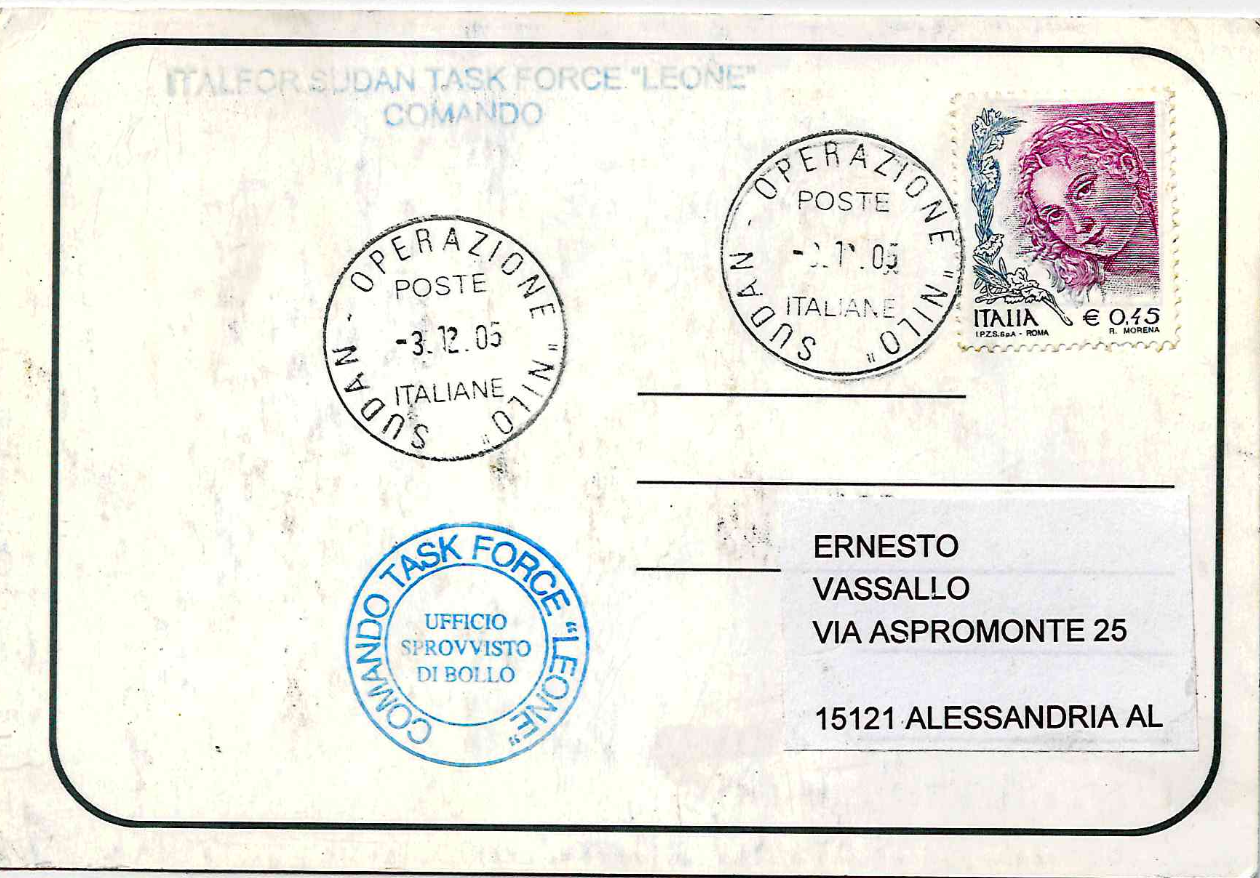 ITALFOR SUDAN TASK FORCE "LEONE"
COMANDO
SUDAN - OPERAZIONE "NILO"
POSTE
-3.12.05
ITALIANE
SUDAN - OPERAZIONE "NILO"
POSTE
ITALIANE
ITALIA € 0,45
I.P.Z.S. S.p.A. - ROMA R. MORENA
COMANDO TASK FORCE "LEONE"
UFFICIO
SPROVVISTO
DI BOLLO
ERNESTO
VASSALLO
VIA ASPROMONTE 25
15121 ALESSANDRIA AL